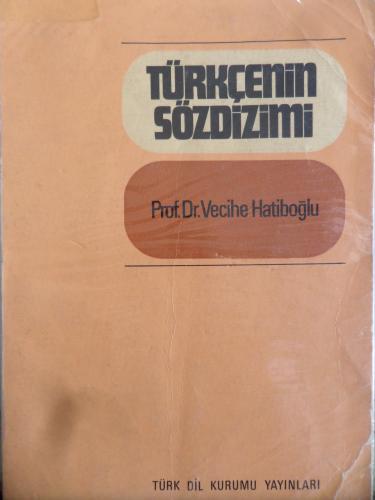 TÜRKÇENİN
SÖZDİZİMİ
Prof. Dr. Vecihe Hatiboğlu
TÜRK DİL KURUMU YAYINLARI